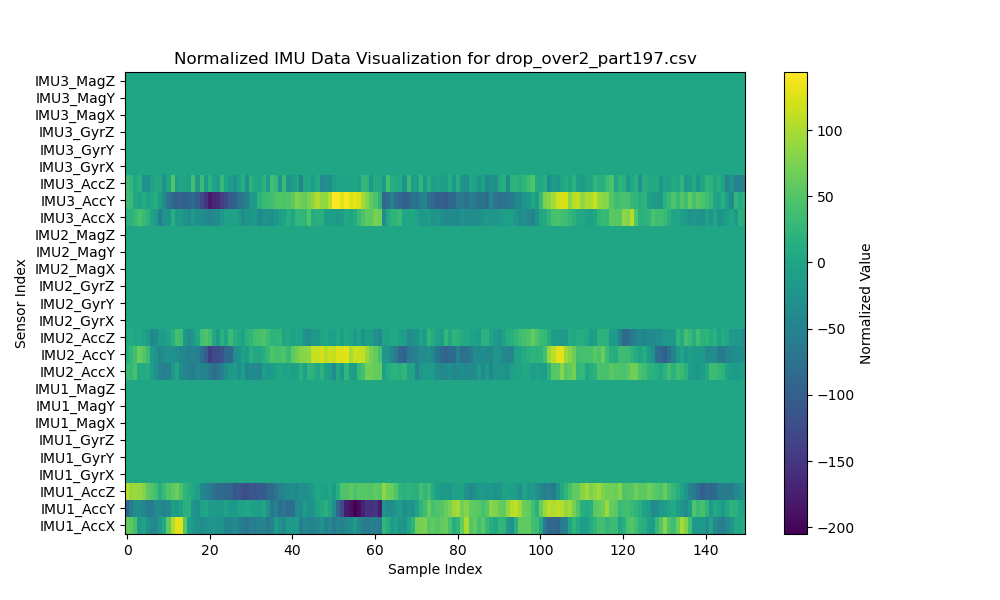 Normalized IMU Data Visualization for drop_over2_part197.csv
IMU3_MagZ
IMU3_MagY
IMU3_MagX
IMU3_GyrZ
IMU3_GyrY
IMU3_GyrX
IMU3_AccZ
IMU3_AccY
IMU3_AccX
IMU2_MagZ
IMU2_MagY
IMU2_MagX
IMU2_GyrZ
IMU2_GyrY
IMU2_GyrX
IMU2_AccZ
IMU2_AccY
IMU2_AccX
IMU1_MagZ
IMU1_MagY
IMU1_MagX
IMU1_GyrZ
IMU1_GyrY
IMU1_GyrX
IMU1_AccZ
IMU1_AccY
IMU1_AccX
Sensor Index
0 20 40 60 80 100 120 140
Sample Index
100
50
0
−50
−100
−150
−200
Normalized Value